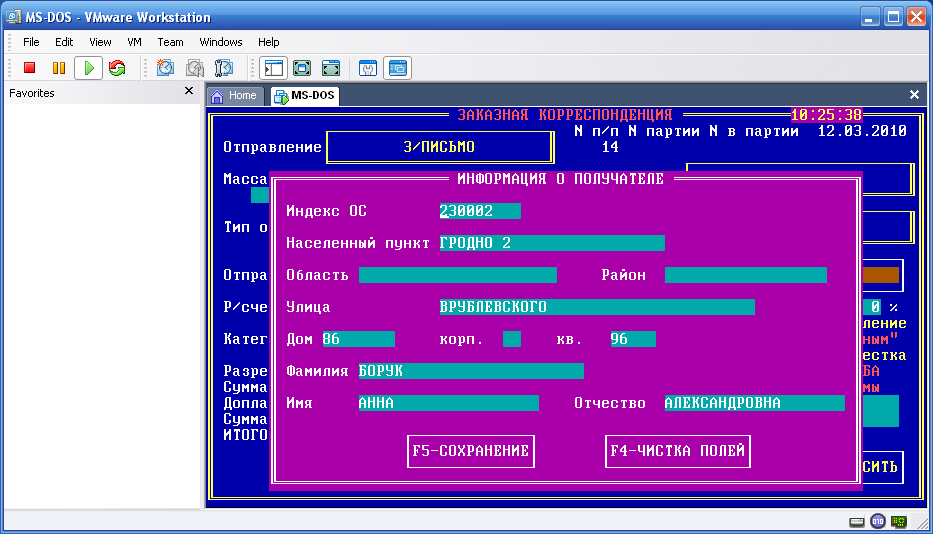 MS-DOS - VMware Workstation
File Edit View VM Team Windows Help
Favorites
Home MS-DOS
ЗАКАЗНАЯ КОРРЕСПОНДЕНЦИЯ 10:25:38
N п/п N партии N в партии 12.03.2010
Отправление З/ПИСЬМО 14
Масса
ИНФОРМАЦИЯ О ПОЛУЧАТЕЛЕ
Индекс ОС 230002
Тип о
Населенный пункт ГРОДНО 2
Отпра
Область Район
Р/сче
Улица ВРУБЛЕВСКОГО
0 %
ление
Катег
Дом 86 корп. кв. 96
ным"
естка
Разре
Фамилия БОРУК
БА
Сумма
мы
Допла
Имя АННА Отчество АЛЕКСАНДРОВНА
Сумма
ИТОГО
F5-СОХРАНЕНИЕ F4-ЧИСТКА ПОЛЕЙ
СИТЬ